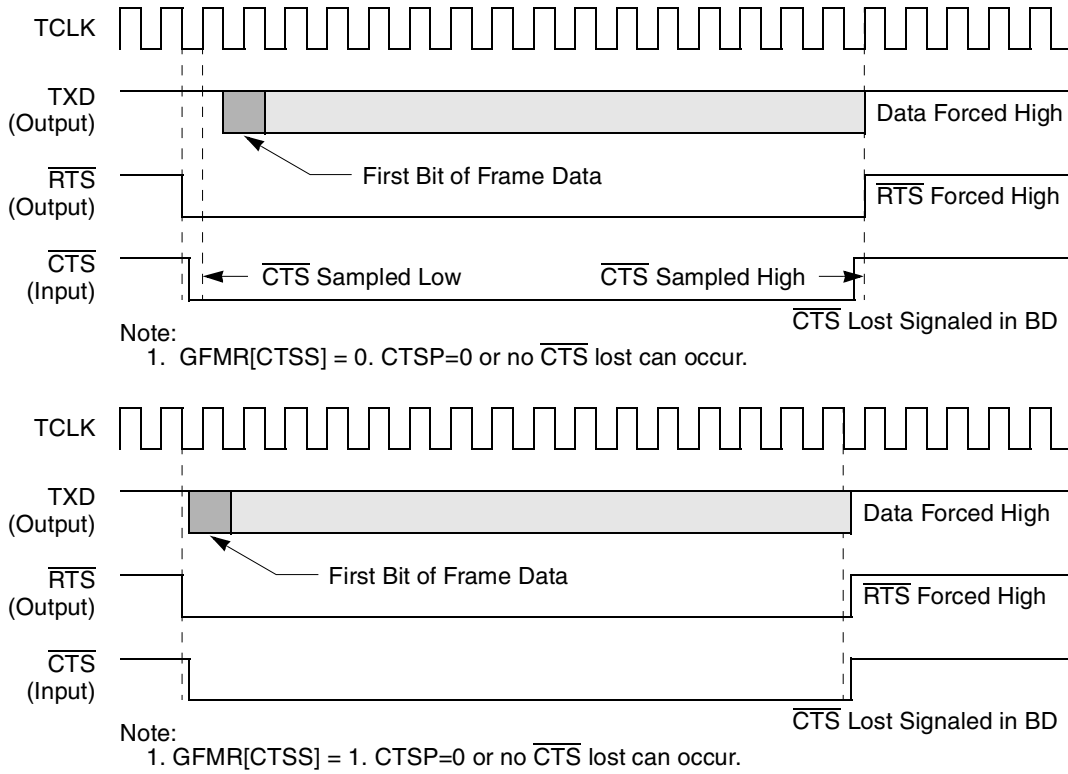 TCLK
TXD
(Output)
Data Forced High
First Bit of Frame Data
RTS
(Output)
RTS Forced High
CTS
(Input)
CTS Sampled Low
CTS Sampled High
CTS Lost Signaled in BD
Note:
1. GFMR[CTSS] = 0. CTSP=0 or no CTS lost can occur.
TCLK
TXD
(Output)
Data Forced High
First Bit of Frame Data
RTS
(Output)
RTS Forced High
CTS
(Input)
CTS Lost Signaled in BD
Note:
1. GFMR[CTSS] = 1. CTSP=0 or no CTS lost can occur.